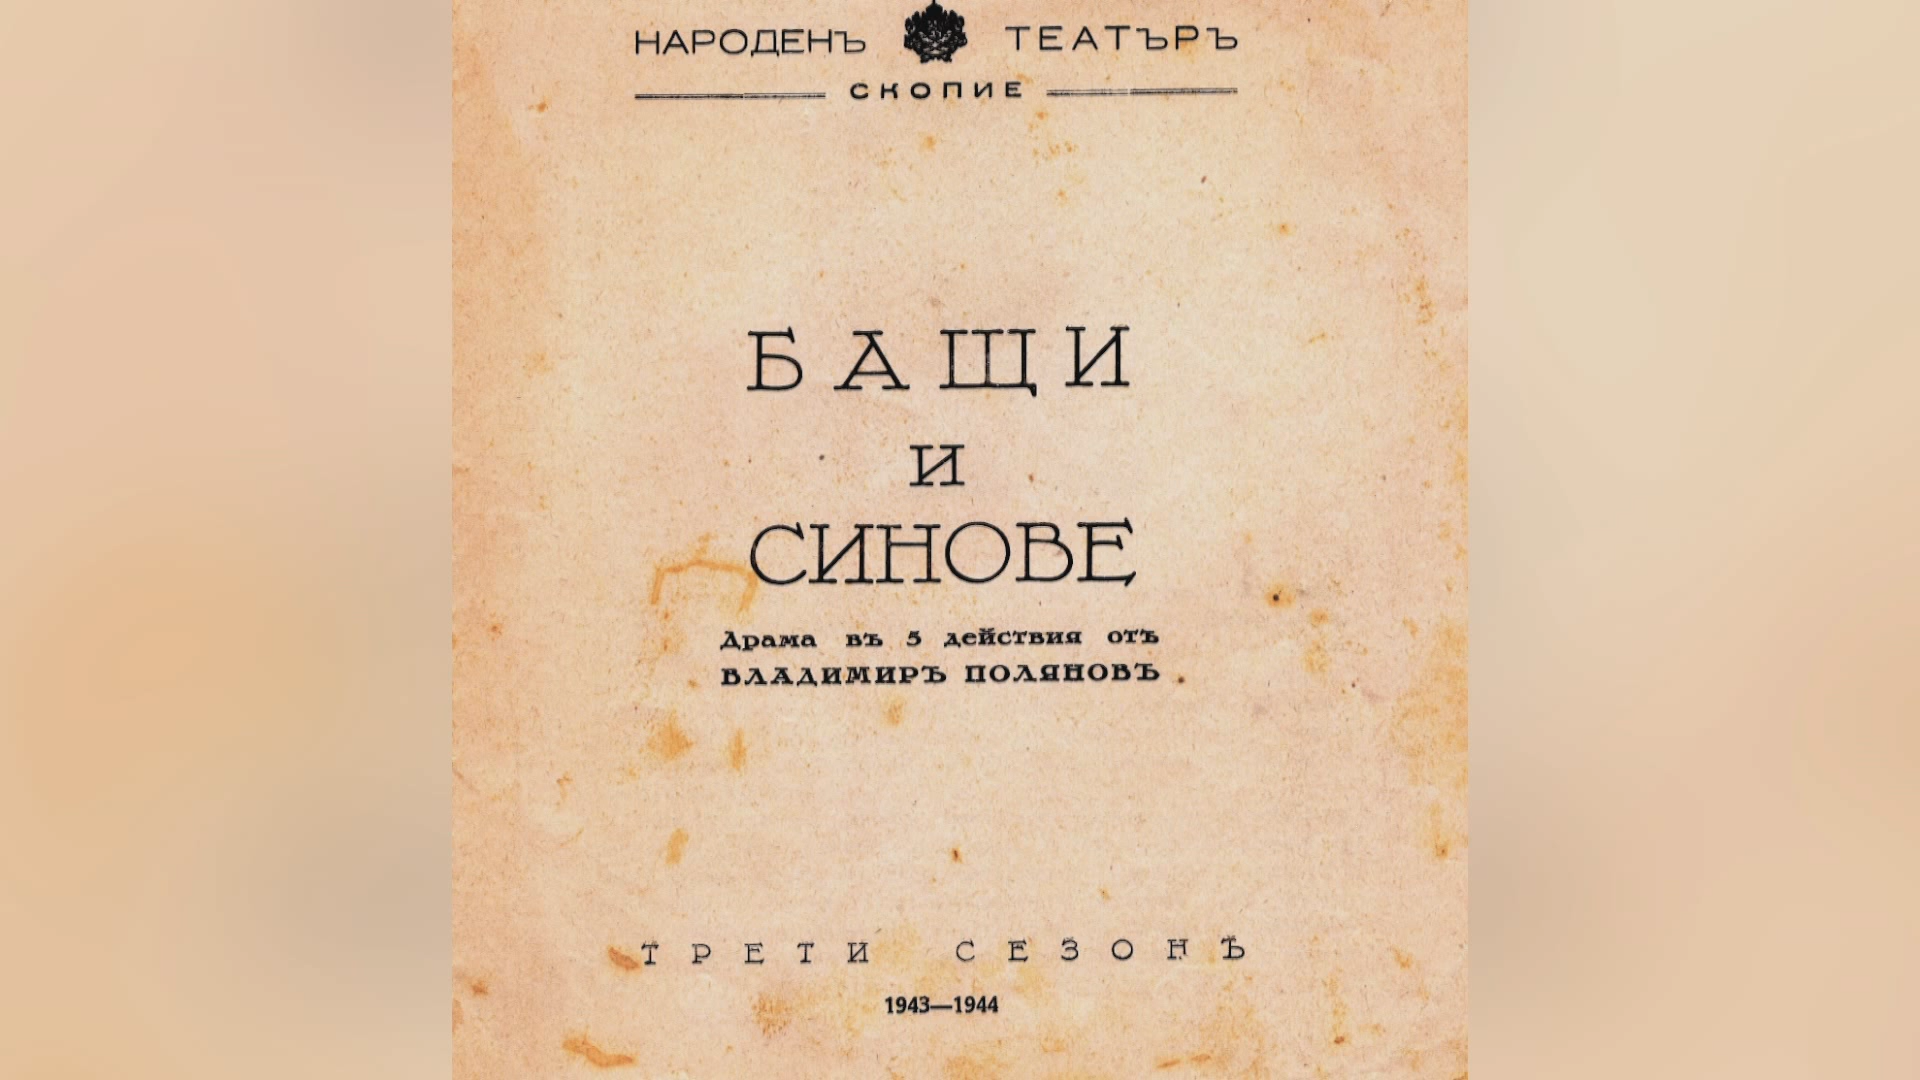 НАРОДЕНЪ ТЕАТЪРЪ
СКОПИЕ
БАЩИ
И
СИНОВЕ
Драма въ 5 действия отъ
ВЛАДИМИРЪ ПОЛЯНОВЪ
ТРЕТИ СЕЗОНЪ
1943—1944